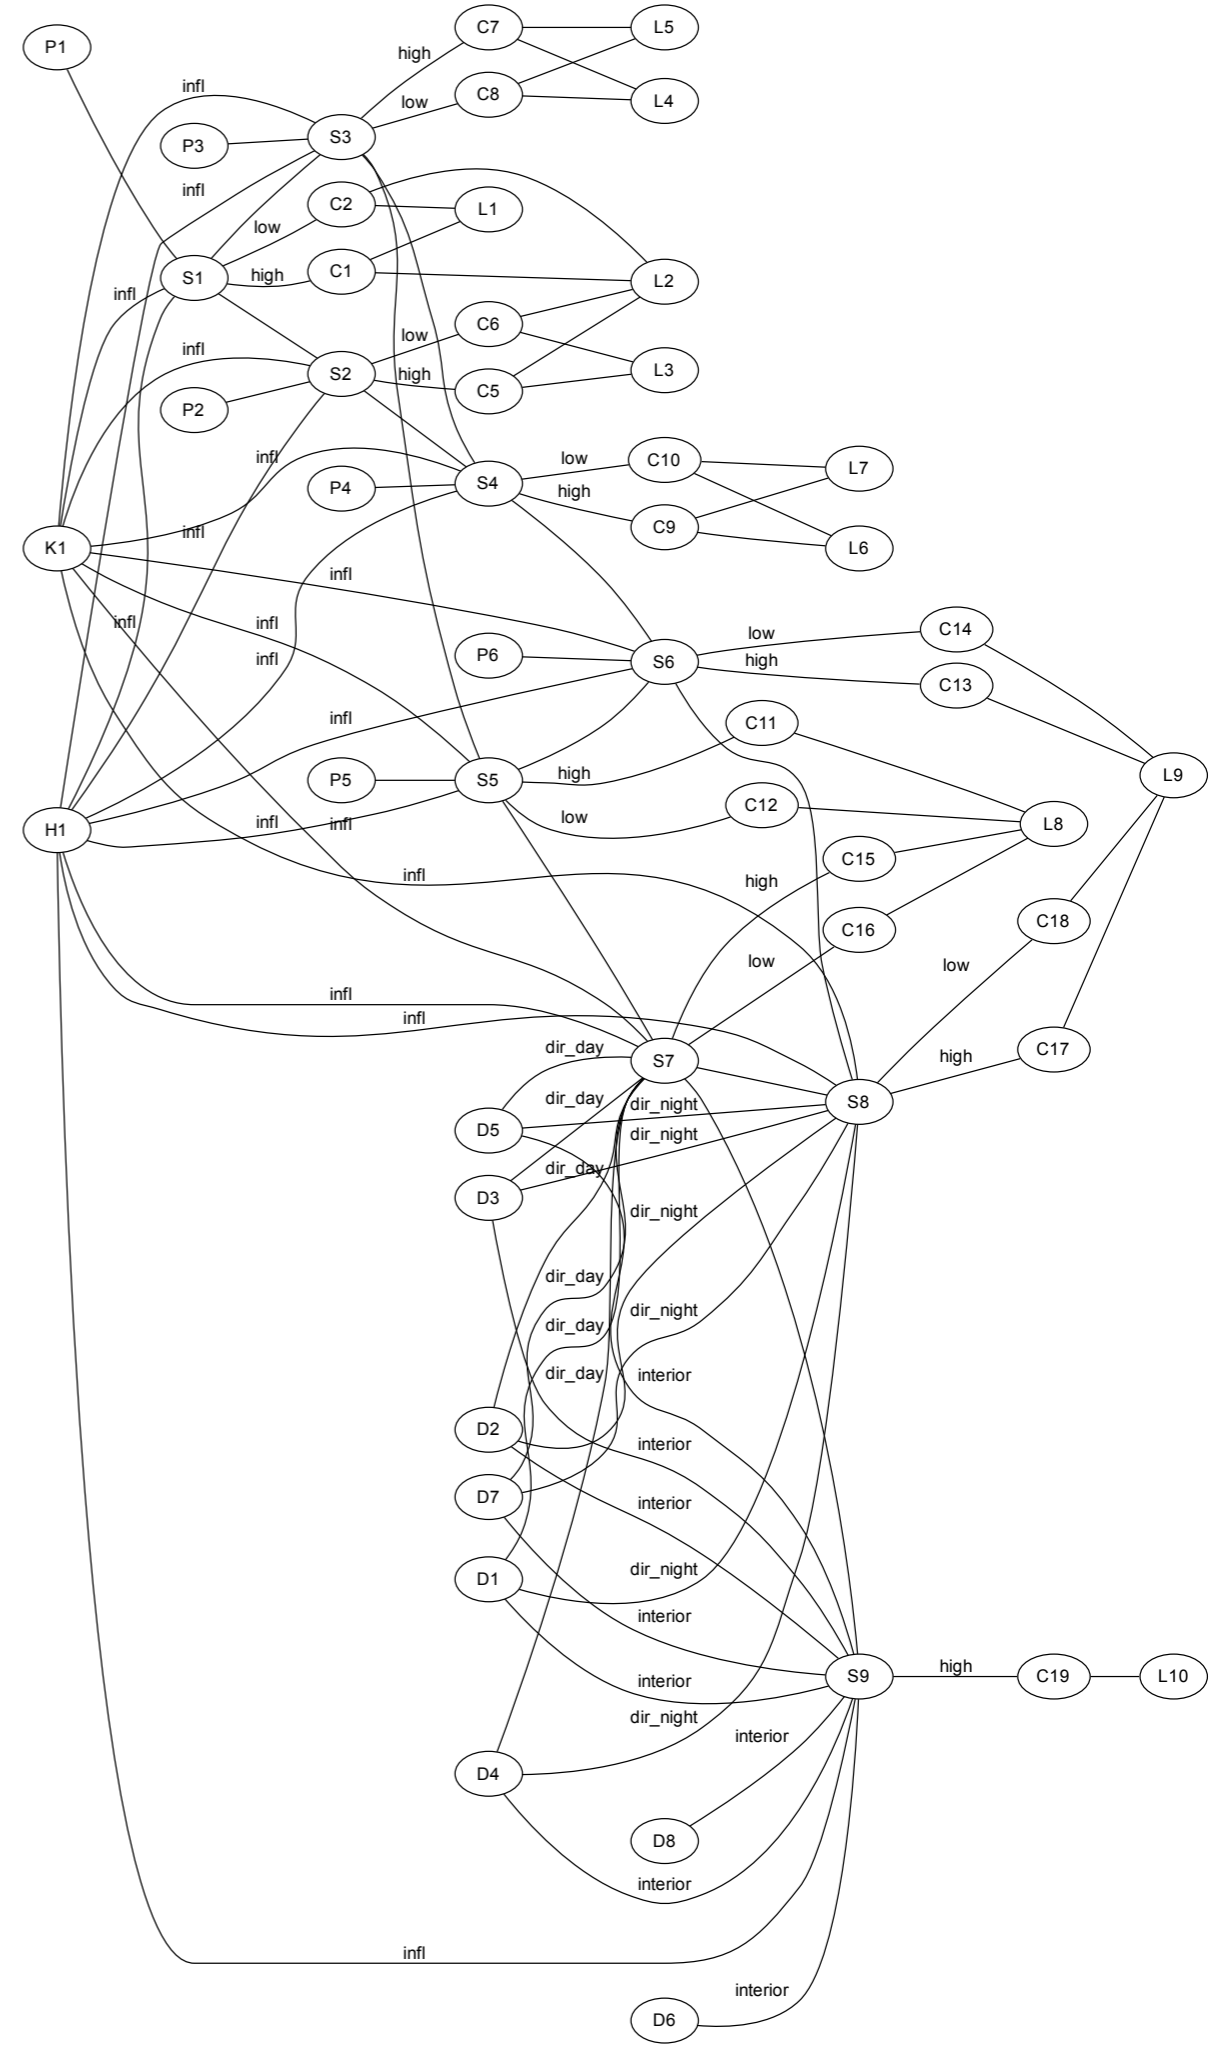 C7
L5
P1
high
infl
C8
L4
low
S3
P3
infl
C2
L1
low
S1
high
C1
L2
infl
C6
low
infl
S2
high
L3
C5
P2
infl
low
C10
L7
S4
high
P4
C9
infl
K1
L6
infl
infl
infl
C14
low
P6
S6
high
infl
C13
infl
C11
high
P5
S5
L9
low
C12
infl
infl
L8
H1
C15
infl
high
C18
C16
low
low
infl
infl
dir_day
S7
high
C17
dir_day
dir_night
S8
D5
dir_night
dir_day
D3
dir_night
dir_day
dir_night
dir_day
dir_day
interior
D2
interior
D7
interior
dir_night
D1
interior
high
S9
C19
L10
interior
dir_night
interior
D4
D8
interior
infl
interior
D6